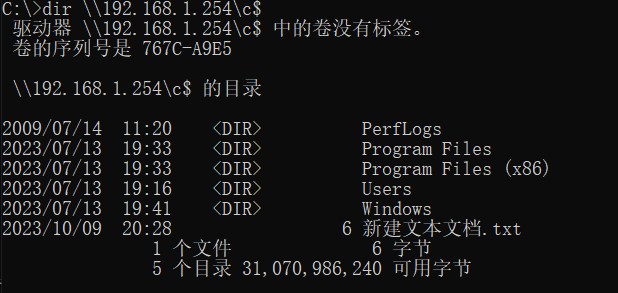 C:\>dir \\192.168.1.254\c$
驱动器 \\192.168.1.254\c$ 中的卷没有标签。
卷的序列号是 767C-A9E5
\\192.168.1.254\c$ 的目录
2009/07/14  11:20    <DIR>          PerfLogs
2023/07/13  19:33    <DIR>          Program Files
2023/07/13  19:33    <DIR>          Program Files (x86)
2023/07/13  19:16    <DIR>          Users
2023/07/13  19:41    <DIR>          Windows
2023/10/09  20:28                 6 新建文本文档.txt
1 个文件              6 字节
5 个目录 31,070,986,240 可用字节